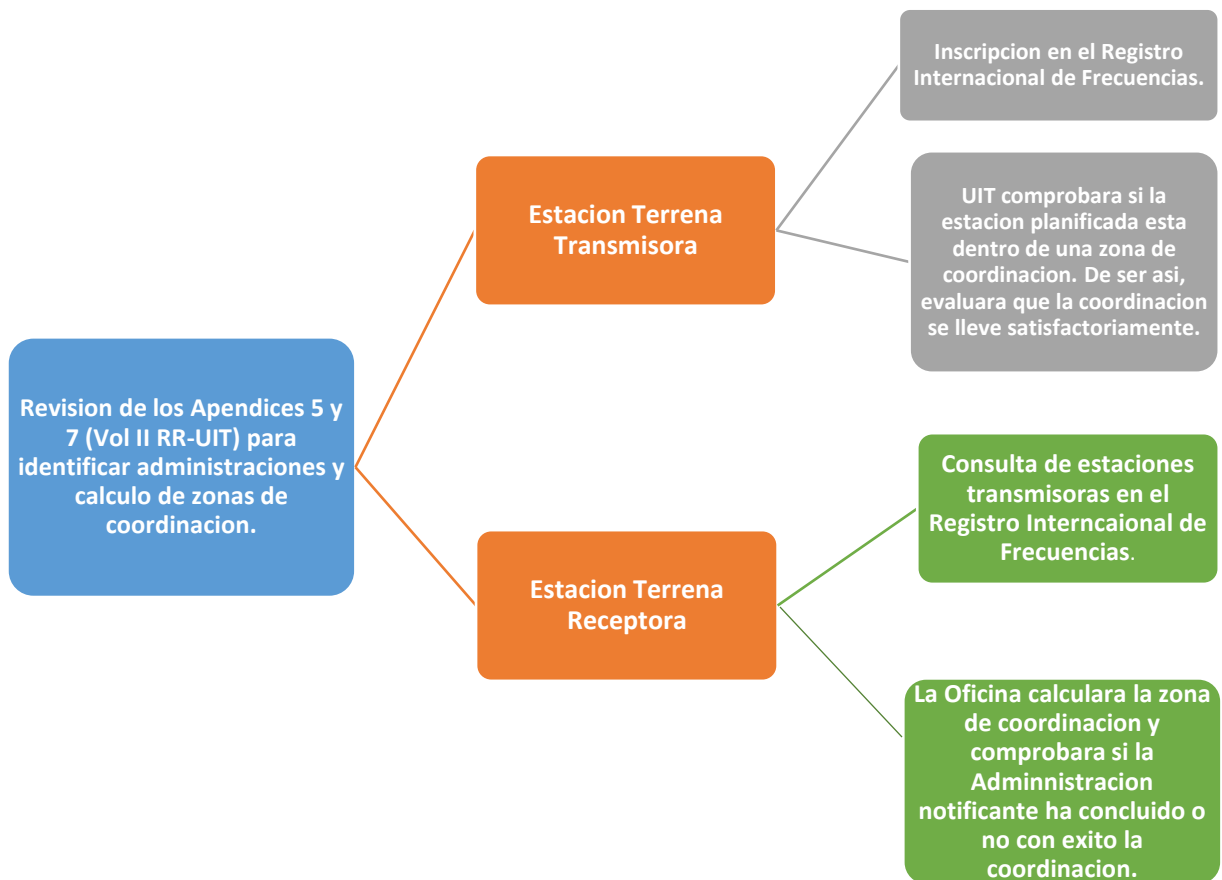 Revision de los Apendices 5 y
7 (Vol II RR-UIT) para
identificar administraciones y
calculo de zonas de
coordinacion.
Estacion Terrena
Transmisora
Inscripcion en el Registro
Internacional de Frecuencias.
UIT comprobara si la
estacion planificada esta
dentro de una zona de
coordinacion. De ser asi,
evaluara que la coordinacion
se lleve satisfactoriamente.
Estacion Terrena
Receptora
Consulta de estaciones
transmisoras en el
Registro Interncaional de
Frecuencias.
La Oficina calculara la zona
de coordinacion y
comprobara si la
Adminnistracion
notificante ha concluido o
no con exito la
coordinacion.